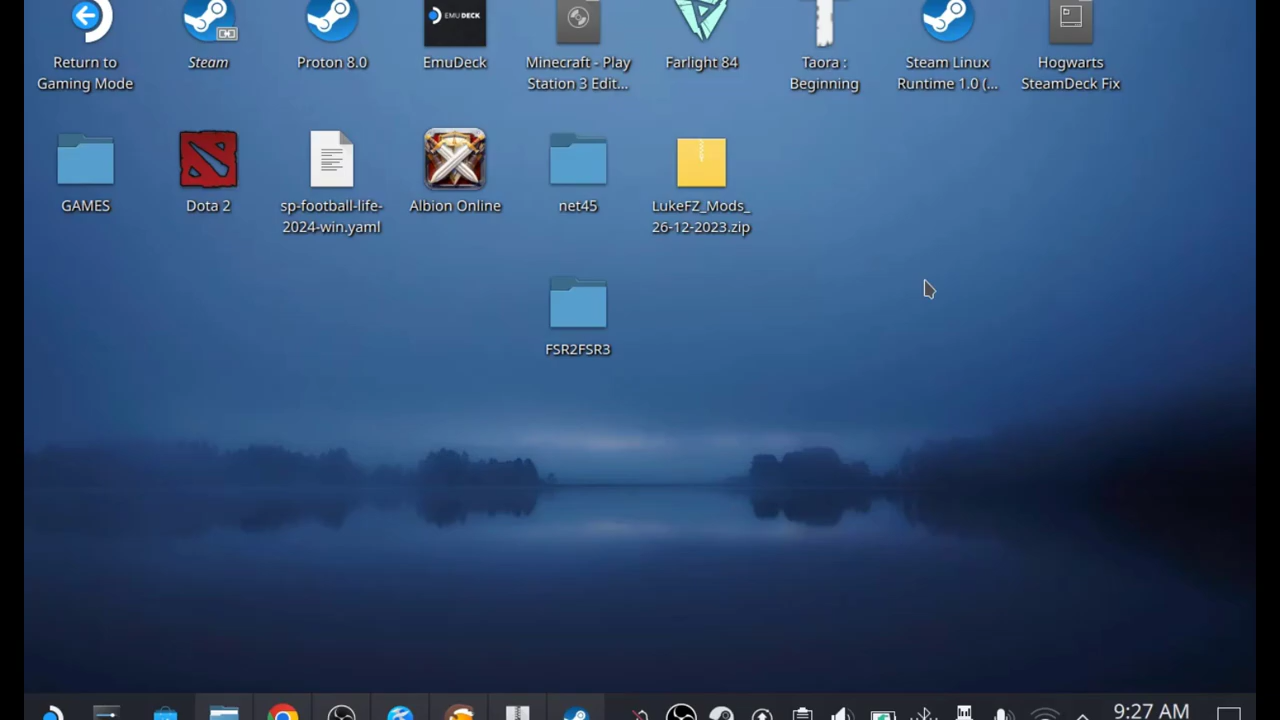 EMUDECK
Return to
Gaming Mode
Steam
Proton 8.0
EmuDeck
Minecraft - Play
Station 3 Edit...
Farlight 84
Taora :
Beginning
Steam Linux
Runtime 1.0 (...
Hogwarts
SteamDeck Fix
GAMES
Dota 2
sp-football-life-
2024-win.yaml
Albion Online
net45
LukeFZ_Mods_
26-12-2023.zip
FSR2FSR3
9:27 AM